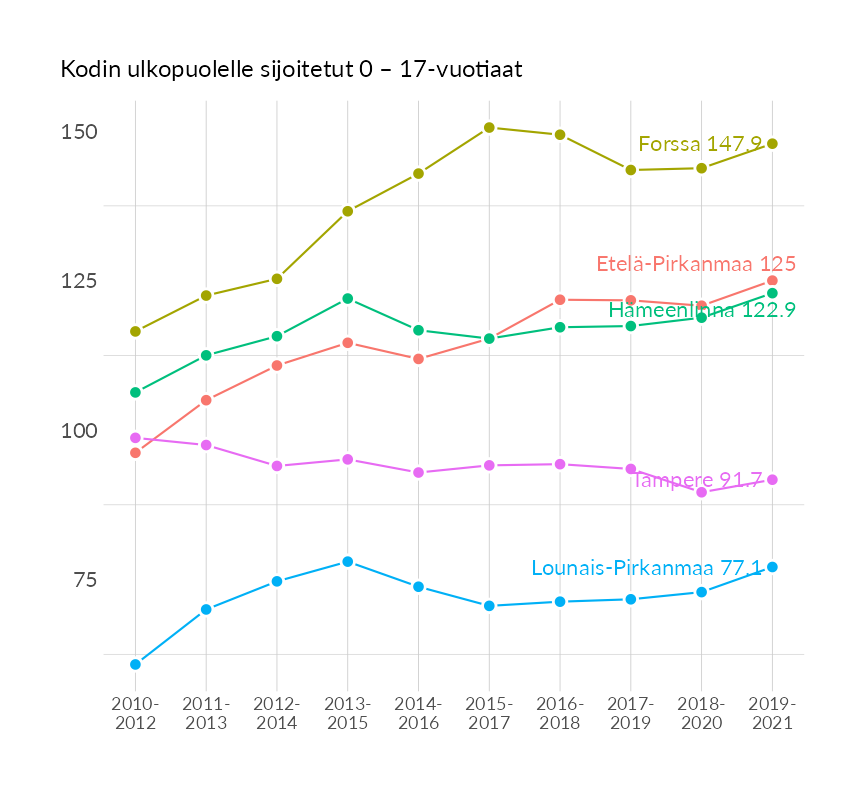 Kodin ulkopuolelle sijoitetut 0 – 17-vuotiaat
150
Forssa 147.9
Etelä-Pirkanmaa 125
125
Hämeenlinna 122.9
100
Tampere 91.7
75
Lounais-Pirkanmaa 77.1
2010- 2011- 2012- 2013- 2014- 2015- 2016- 2017- 2018- 2019-
2012 2013 2014 2015 2016 2017 2018 2019 2020 2021